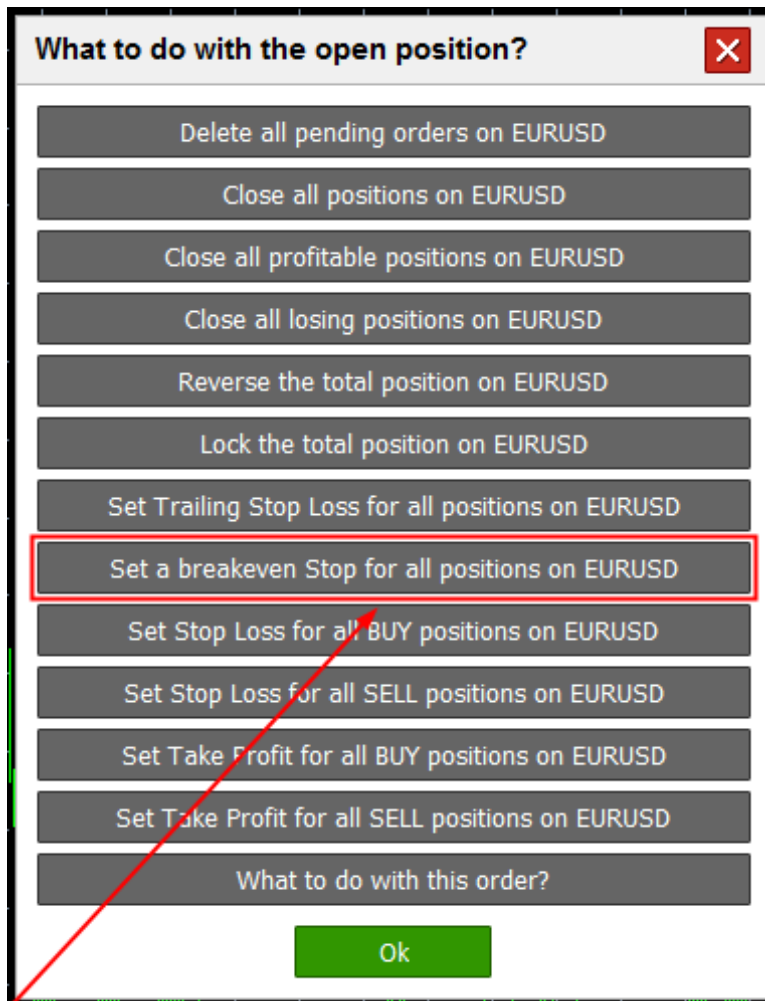 What to do with the open position?
Delete all pending orders on EURUSD
Close all positions on EURUSD
Close all profitable positions on EURUSD
Close all losing positions on EURUSD
Reverse the total position on EURUSD
Lock the total position on EURUSD
Set Trailing Stop Loss for all positions on EURUSD
Set a breakeven Stop for all positions on EURUSD
Set Stop Loss for all BUY positions on EURUSD
Set Stop Loss for all SELL positions on EURUSD
Set Take Profit for all BUY positions on EURUSD
Set Take Profit for all SELL positions on EURUSD
What to do with this order?
Ok